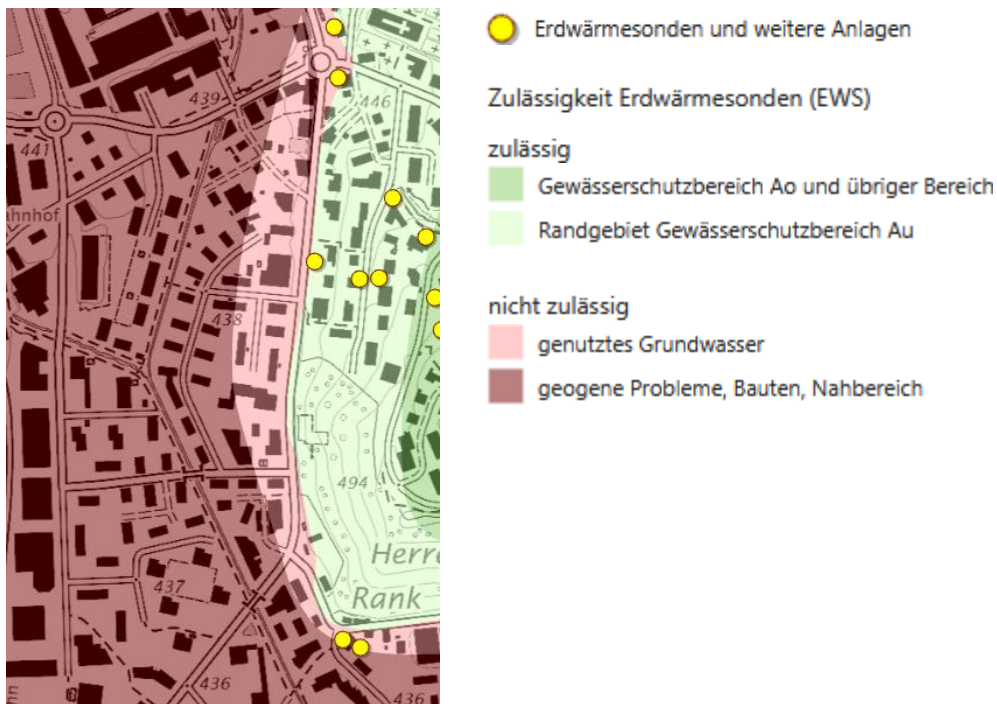 439
446
441
ahnhof
438
494
Herre
Rank
437
436
436
Erdwärmesonden und weitere Anlagen
Zulässigkeit Erdwärmesonden (EWS)
zulässig
Gewässerschutzbereich Ao und übriger Bereich
Randgebiet Gewässerschutzbereich Au
nicht zulässig
genutztes Grundwasser
geogene Probleme, Bauten, Nahbereich